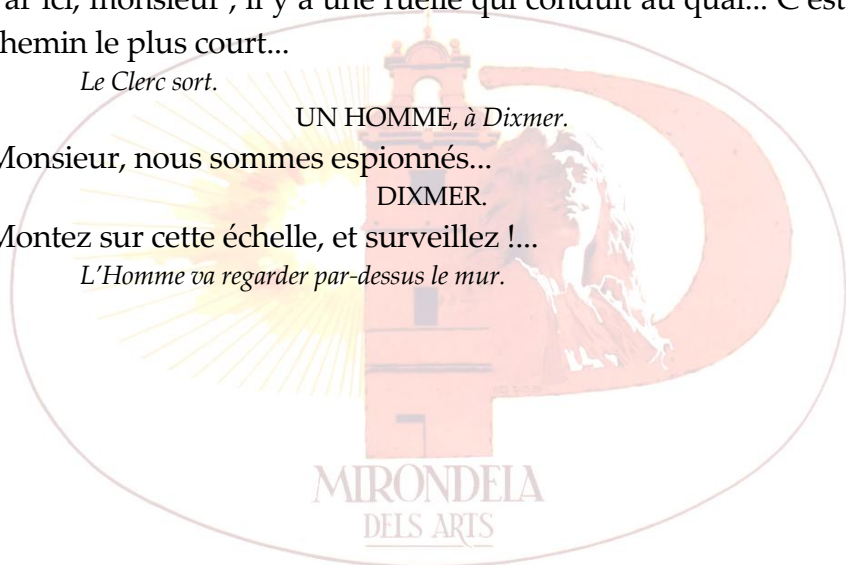 ar ici, monsieur ; il y a une ruelle qui conduit au quai... C'est
hemin le plus court...
Le Clerc sort.
UN HOMME, à Dixmer.
Monsieur, nous sommes espionnés...
DIXMER.
Montez sur cette échelle, et surveillez !...
L'Homme va regarder par-dessus le mur.
MIRONDELA
DELS ARTS